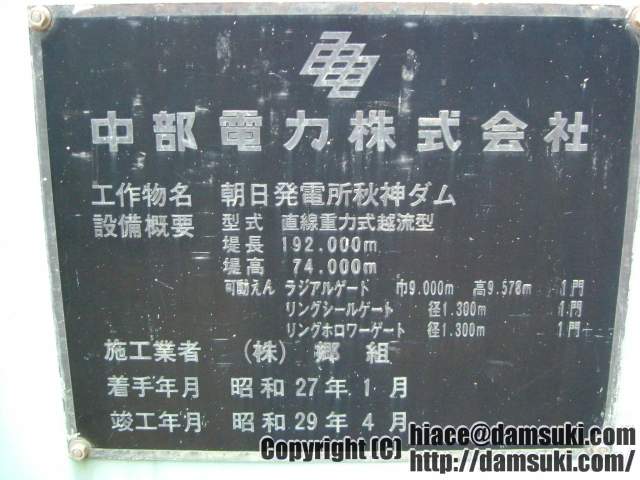 中部電力株式会社
工作物名 朝日発電所秋神ダム
設備概要 型式 直線重力式越流型
堤長 192.000m
堤高 74.000m
可動えん ラジアルゲート 巾9.000m 高9.578m 1門
リングシールゲート 径1.300m 1門
リングホロワーゲート 径1.300m 1門
施工業者 (株) 郷組
着手年月 昭和27年1月
竣工年月 昭和29年4月
Copyright (C) hiace@damsuki.com
http://damsuki.com/